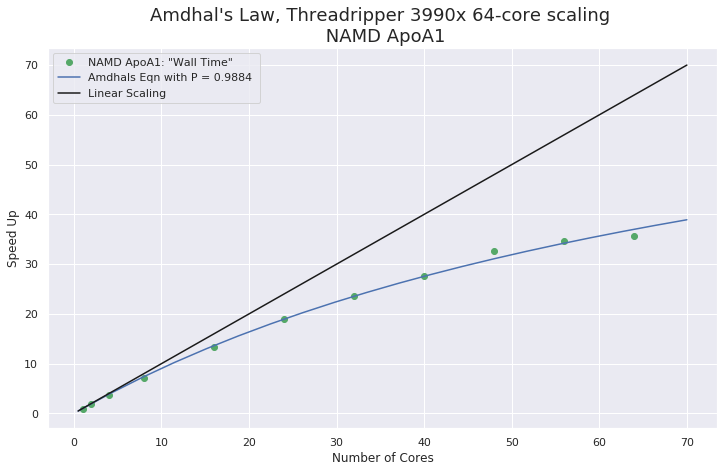 Amdhal's Law, Threadripper 3990x 64-core scaling
NAMD ApoA1
NAMD ApoA1: "Wall Time"
Amdhals Eqn with P = 0.9884
Linear Scaling
Speed Up
70
60
50
40
30
20
10
0
0 10 20 30 40 50 60 70
Number of Cores